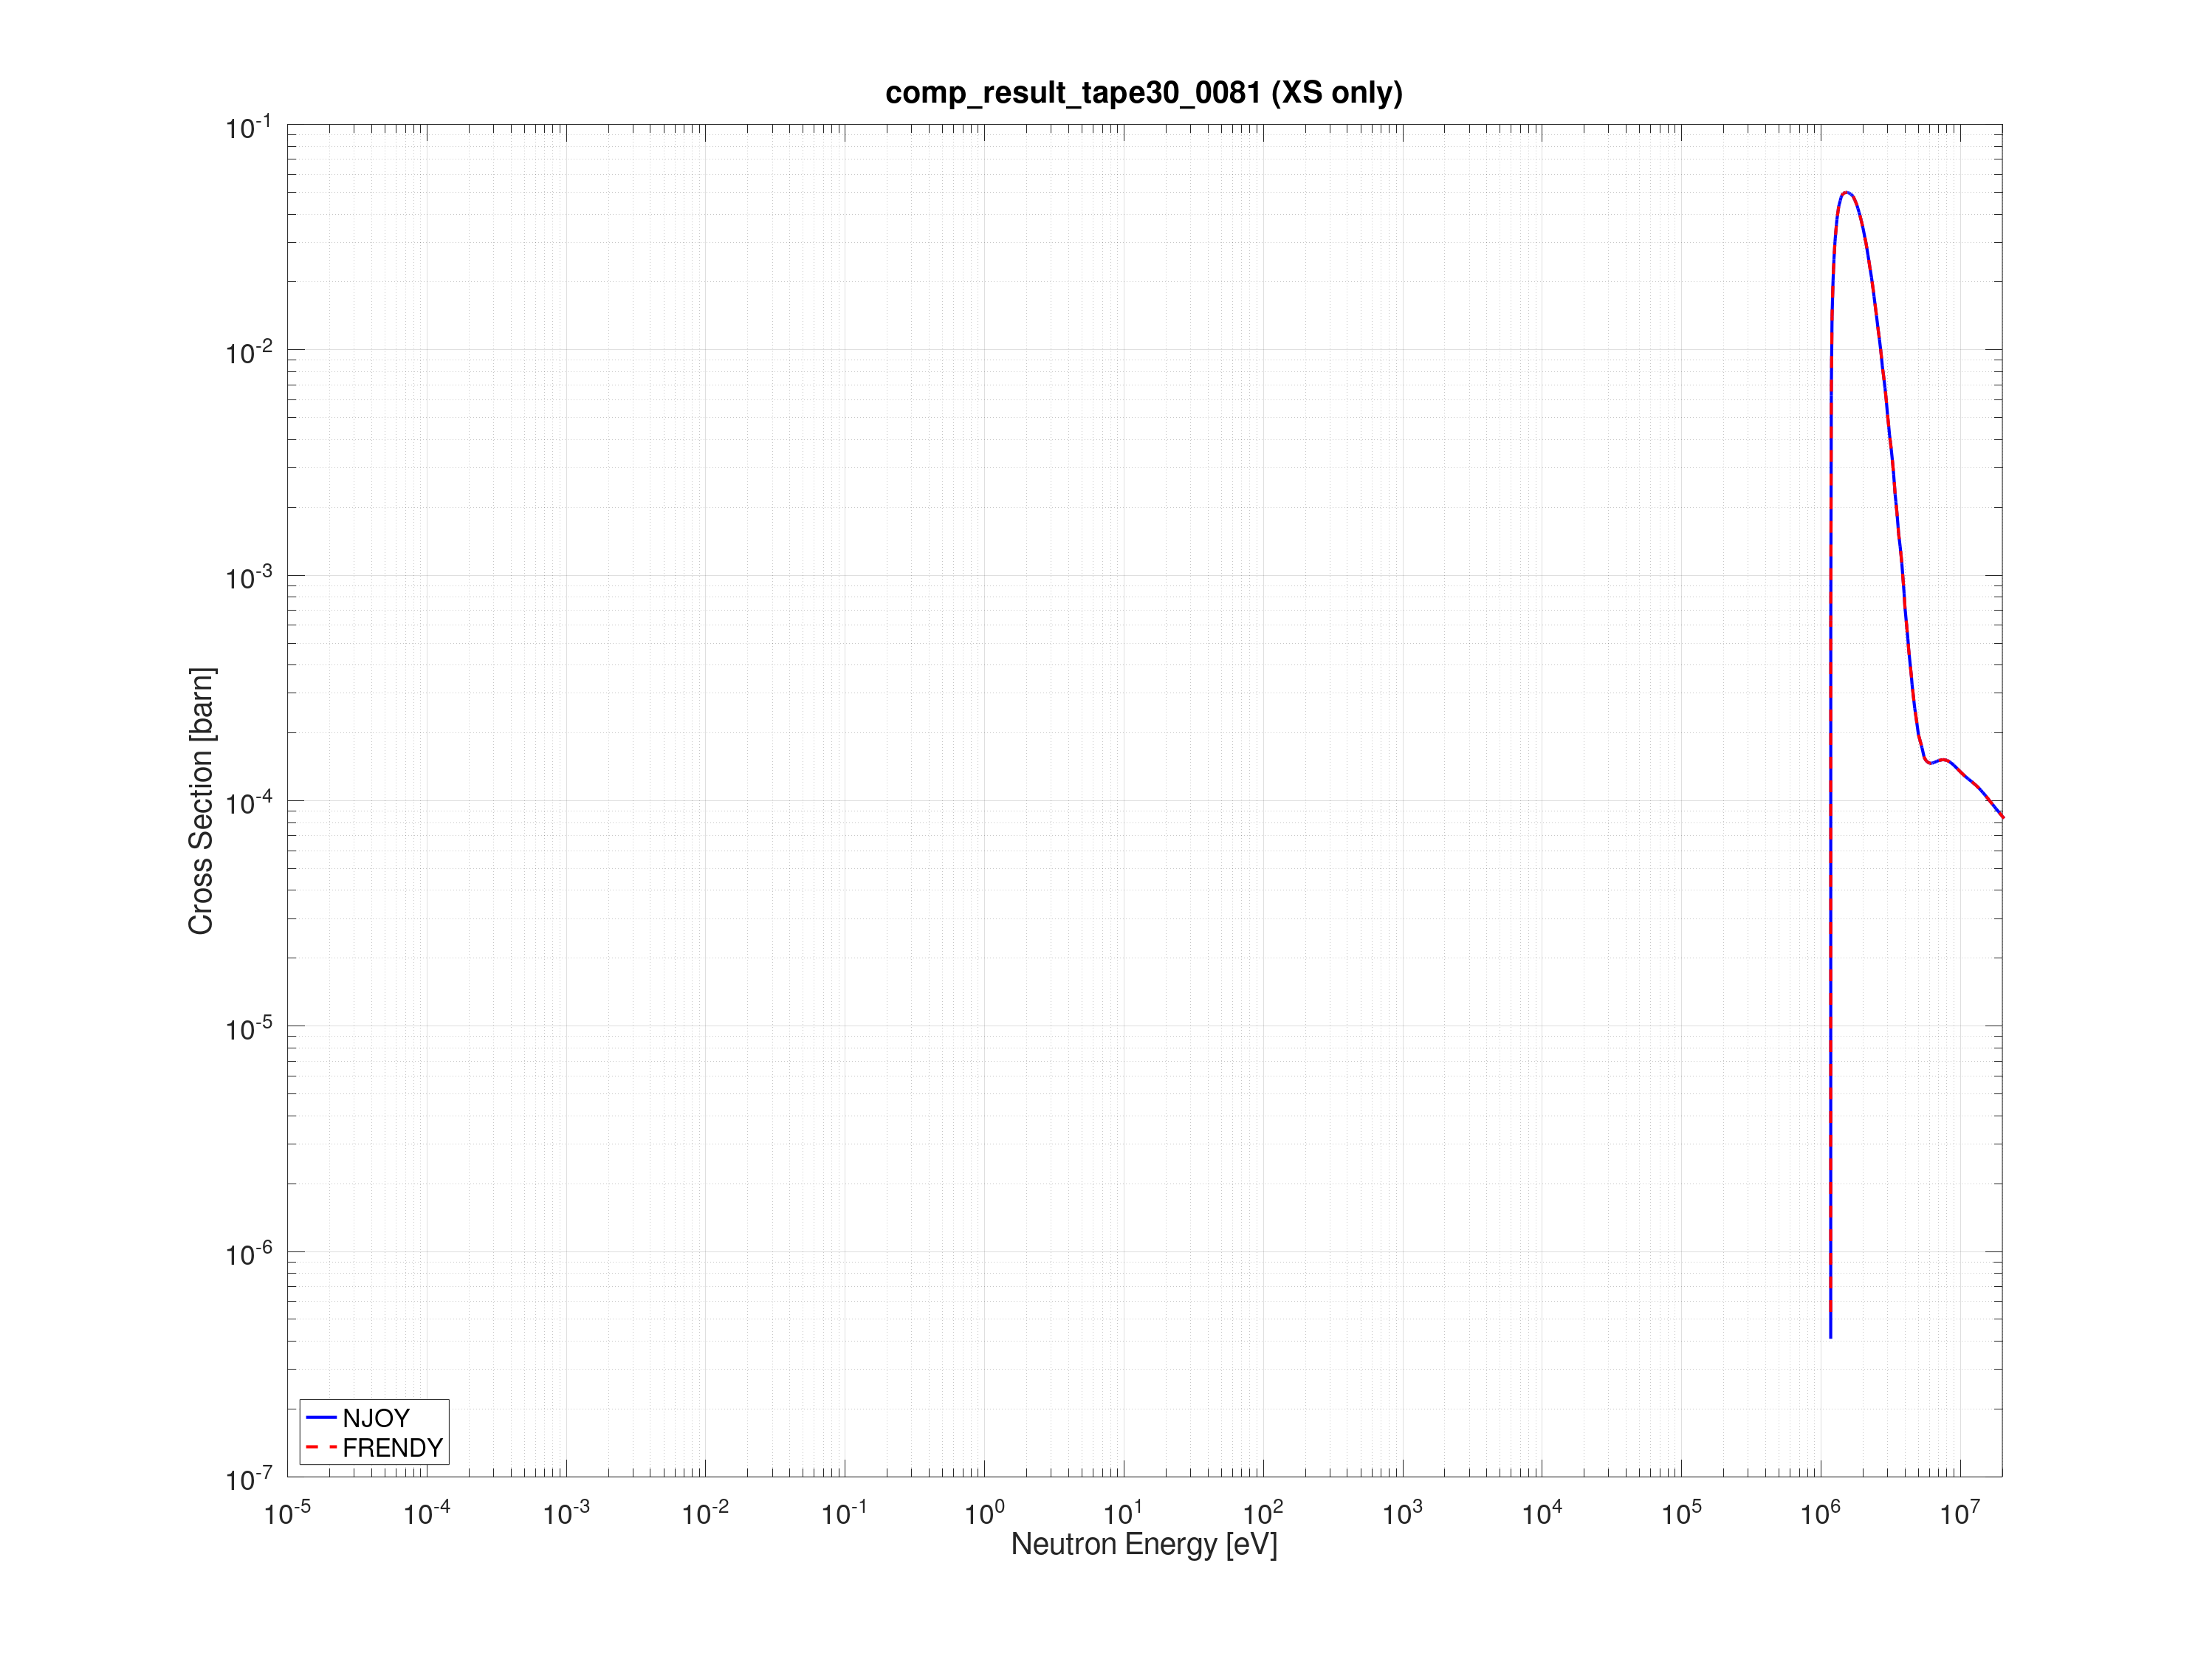 comp_result_tape30_0081 (XS only)
10^-1
10^-2
10^-3
10^-4
10^-5
10^-6
10^-7
Cross Section [barn]
NJOY
FRENDY
10^-5 10^-4 10^-3 10^-2 10^-1 10^0 10^1 10^2 10^3 10^4 10^5 10^6 10^7
Neutron Energy [eV]